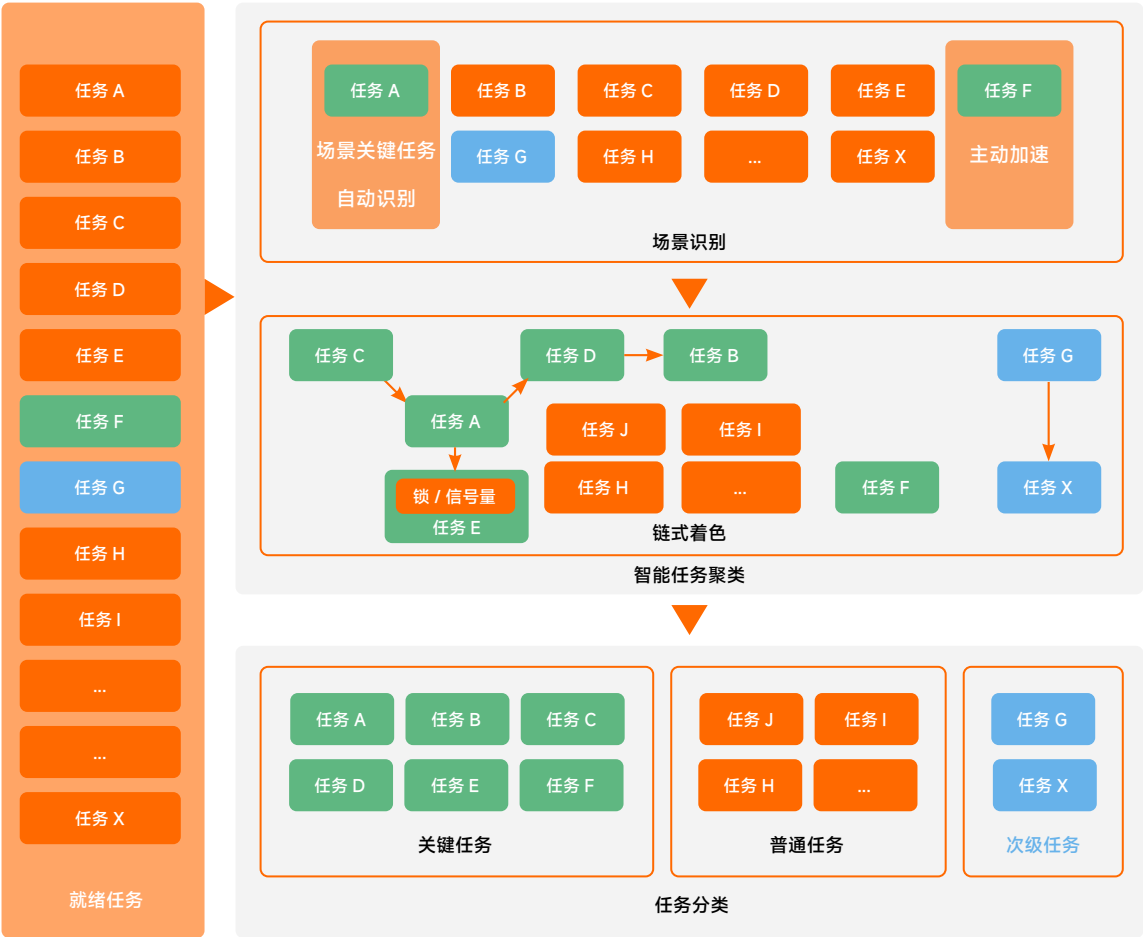 任务 A
任务 B
任务 C
任务 D
任务 E
任务 F
任务 G
任务 H
任务 I
...
...
任务 X
就绪任务
任务 A
任务 B
任务 C
任务 D
任务 E
任务 F
场景关键任务
自动识别
任务 G
任务 H
...
任务 X
主动加速
场景识别
任务 C
任务 D
任务 B
任务 G
任务 A
任务 J
任务 I
锁 / 信号量
任务 E
任务 H
...
任务 F
任务 X
链式着色
智能任务聚类
任务 A
任务 B
任务 C
任务 D
任务 E
任务 F
关键任务
任务 J
任务 I
任务 H
...
普通任务
任务 G
任务 X
次级任务
任务分类